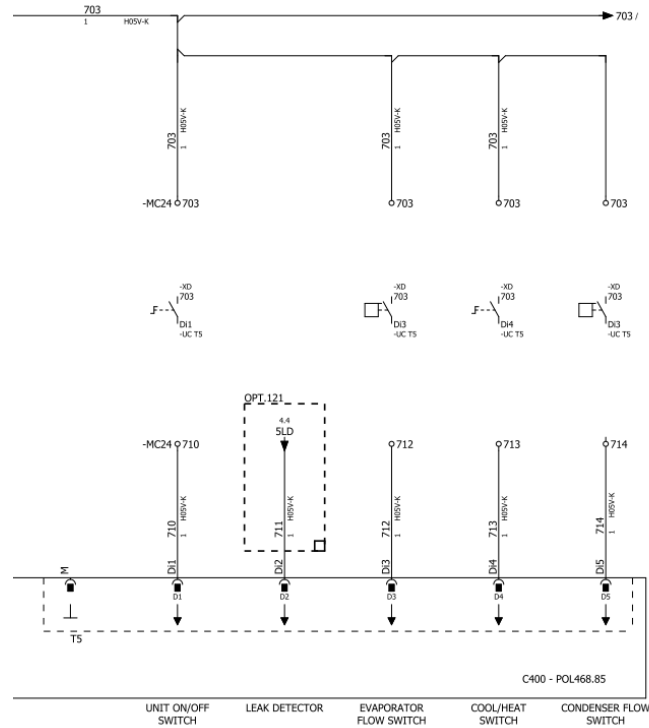 703
1 H05V-K
703 /
703
1 H05V-K
703
1 H05V-K
703
1 H05V-K
-MC24 703
703
703
703
-XD
703
Di1
-UC T5
-XD
703
Di3
-UC T5
-XD
703
Di4
-UC T5
-XD
703
Di3
-UC T5
OPT.121
4.4
5LD
-MC24 710
712
713
714
710
1 H05V-K
711
1 H05V-K
712
1 H05V-K
713
1 H05V-K
714
1 H05V-K
M
Di1
Di2
Di3
Di4
Di5
D1
D2
D3
D4
D5
T5
C400 - POL468.85
UNIT ON/OFF
SWITCH
LEAK DETECTOR
EVAPORATOR
FLOW SWITCH
COOL/HEAT
SWITCH
CONDENSER FLOW
SWITCH